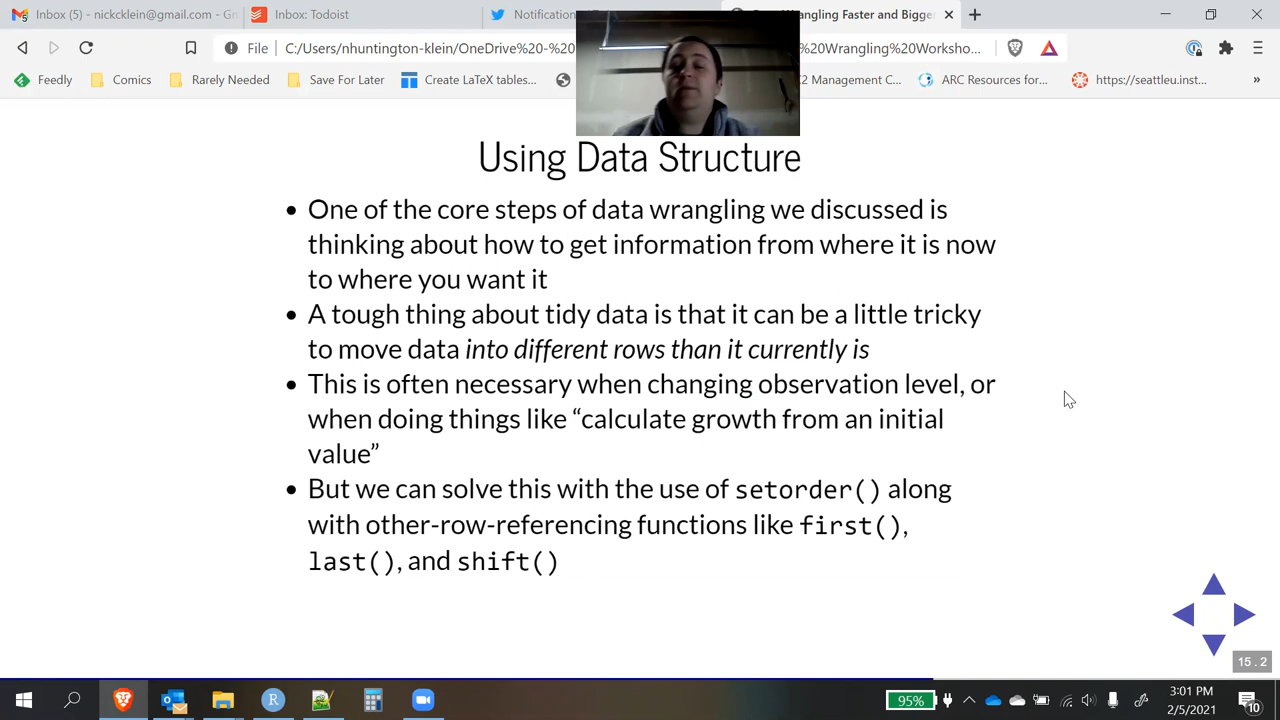 nickcklein@gmail.com - Gr
Inbox: Todoist
Notification
Wrangling Faster and Bigger
File
C:/Users/nhuntington-klein/OneDrive%20-%20
%20Wrangling%20Worksho...
Feedly
Comics
Rarely Needed
Save For Later
Create LaTeX tables...
2 Management C...
ARC Resources for...
https://seattleu.inst...
»
Using Data Structure
• One of the core steps of data wrangling we discussed is
thinking about how to get information from where it is now
to where you want it
• A tough thing about tidy data is that it can be a little tricky
to move data into different rows than it currently is
• This is often necessary when changing observation level, or
when doing things like “calculate growth from an initial
value”
• But we can solve this with the use of setorder() along
with other-row-referencing functions like first(),
last(), and shift()
15.2
95%
3:01 PM
2/5/2021
10